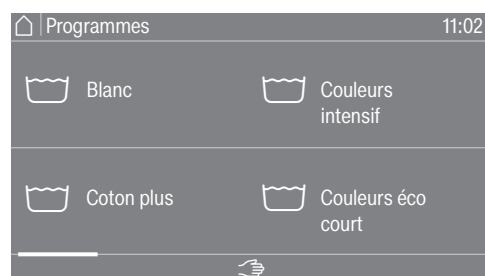 Programmes 11:02
Blanc
Couleurs
intensif
Coton plus
Couleurs éco
court